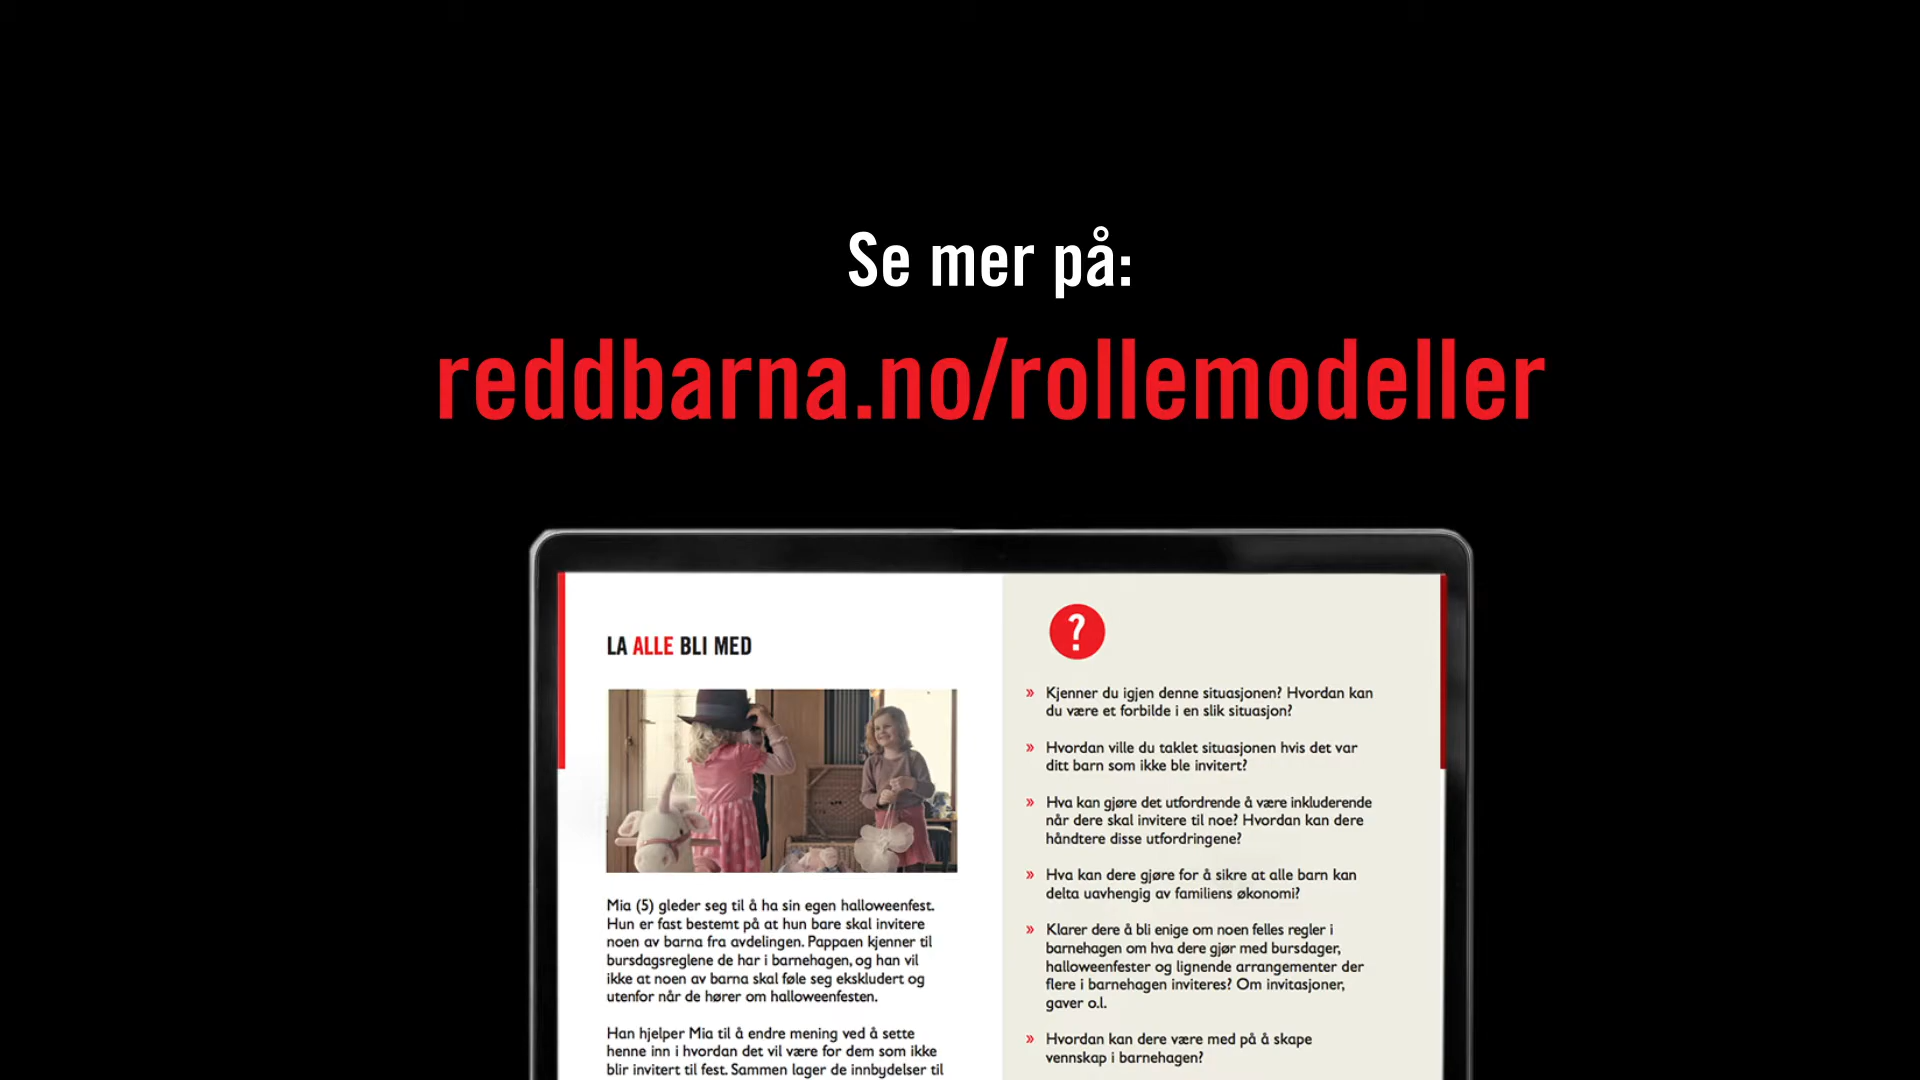 Se mer på:
reddbarna.no/rollemodeller
LA ALLE BLI MED
Mia (5) gleder seg til å ha sin egen halloweenfest.
Hun er fast bestemt på at hun bare skal invitere
noen av barna fra avdelingen. Pappaen kjenner til
bursdagsreglene de har i barnehagen, og han vil
ikke at noen av barna skal føle seg ekskludert og
utenfor når de hører om halloweenfesten.
Han hjelper Mia til å endre mening ved å sette
henne inn i hvordan det vil være for dem som ikke
blir invitert til fest. Sammen lager de innbydelser til
?
» Kjenner du igjen denne situasjonen? Hvordan kan
du være et forbilde i en slik situasjon?
» Hvordan ville du taklet situasjonen hvis det var
ditt barn som ikke ble invitert?
» Hva kan gjøre det utfordrende å være inkluderende
når dere skal invitere til noe? Hvordan kan dere
håndtere disse utfordringene?
» Hva kan dere gjøre for å sikre at alle barn kan
delta uavhengig av familiens økonomi?
» Klarer dere å bli enige om noen felles regler i
barnehagen om hva dere gjør med bursdager,
halloweenfester og lignende arrangementer der
flere i barnehagen inviteres? Om invitasjoner,
gaver o.l.
» Hvordan kan dere være med på å skape
vennskap i barnehagen?